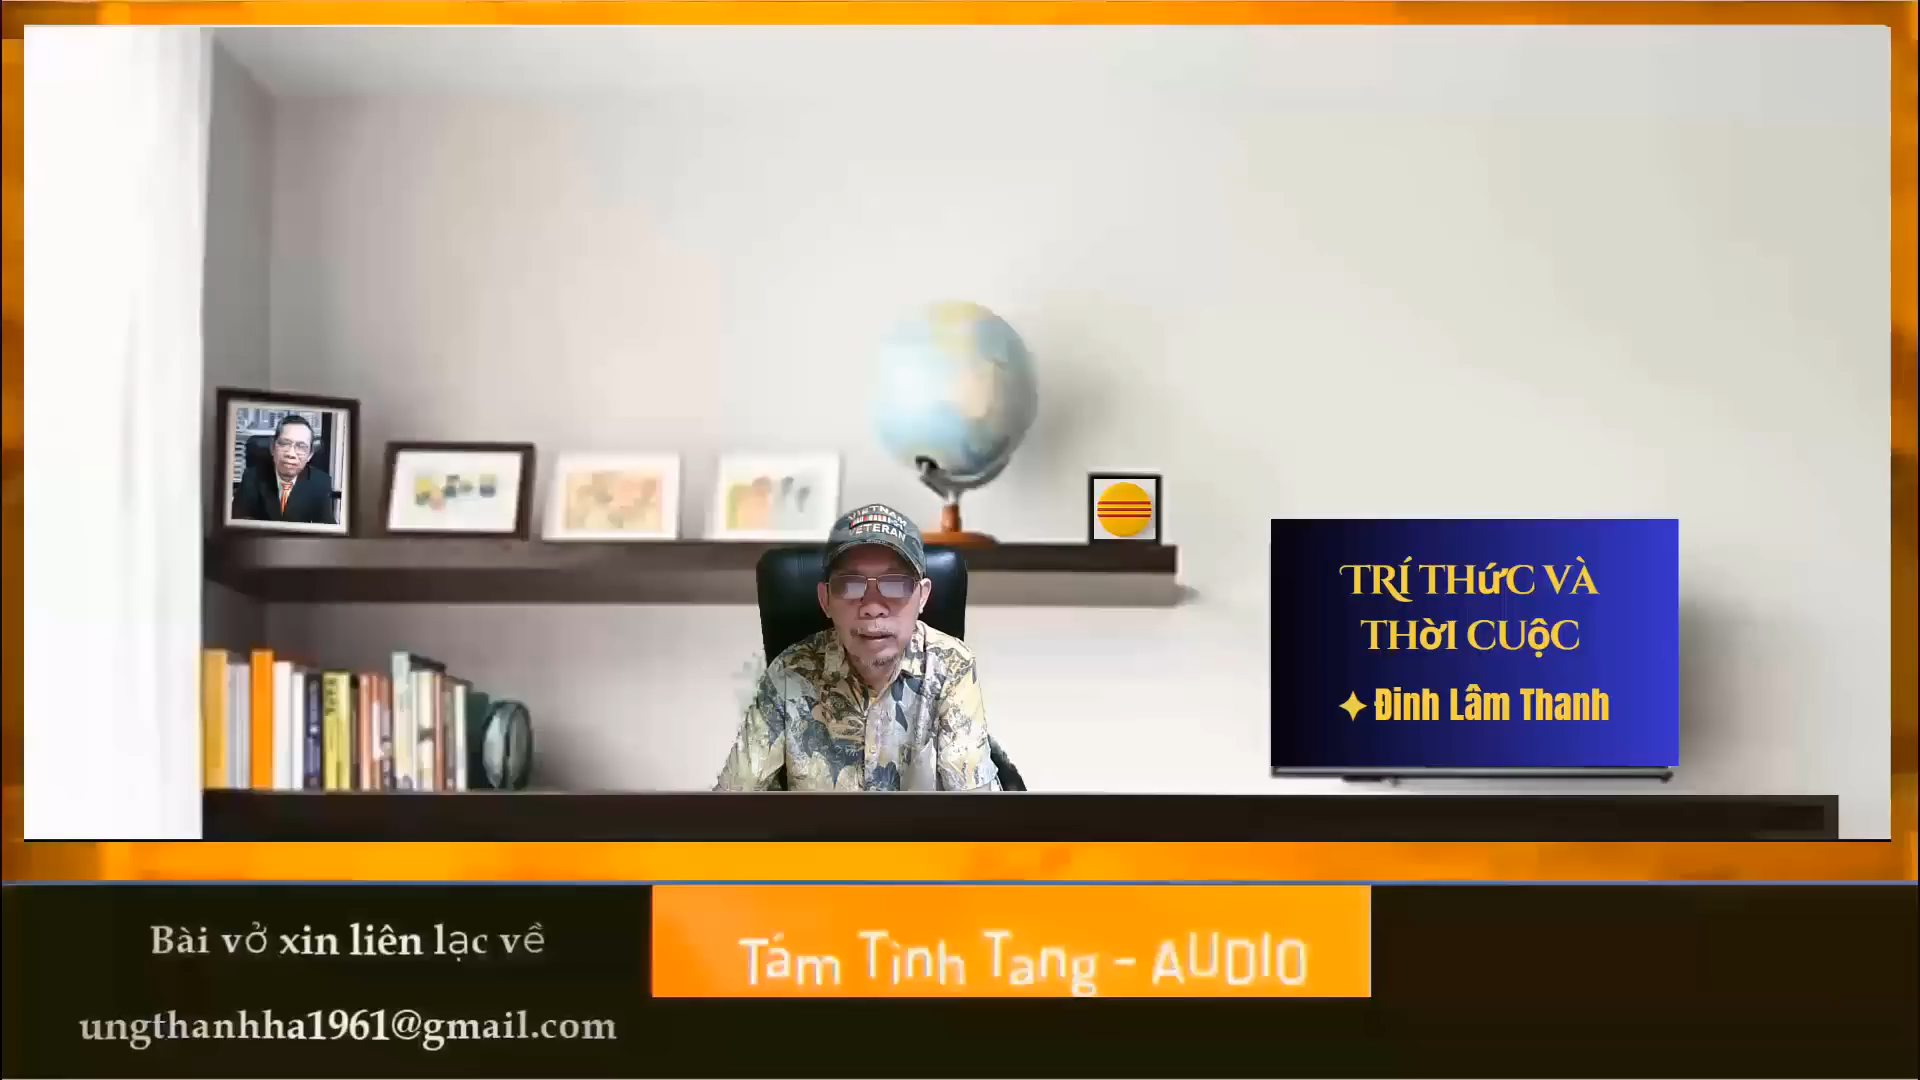 VIETNAM
VETERAN
TRÍ THỨC VÀ
THỜI CUỘC
Đinh Lâm Thanh
Bài vở xin liên lạc về
ungthanhha1961@gmail.com
Tám Tình Tang - AUDIO